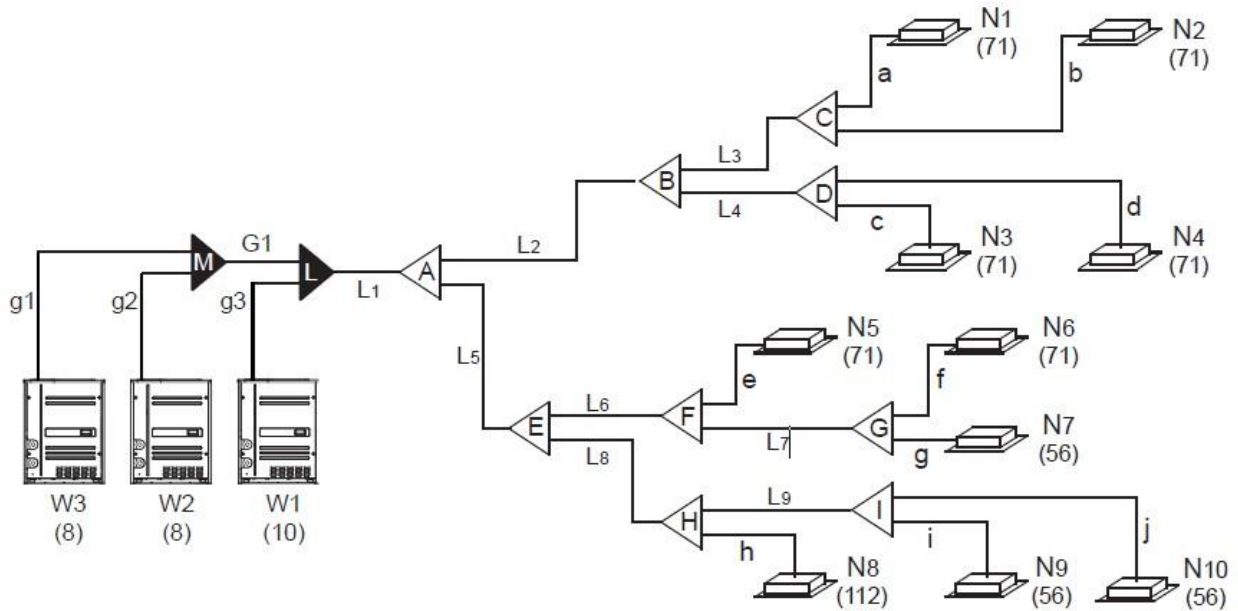 N1
(71)
N2
(71)
a
b
C
L3
B
D
L4
c
d
L2
N3
(71)
N4
(71)
G1
M
L
A
L1
g1
g2
g3
L5
N5
(71)
N6
(71)
e
f
L6
F
E
L7
G
g
N7
(56)
L8
W3
(8)
W2
(8)
W1
(10)
L9
H
I
h
i
j
N8
(112)
N9
(56)
N10
(56)